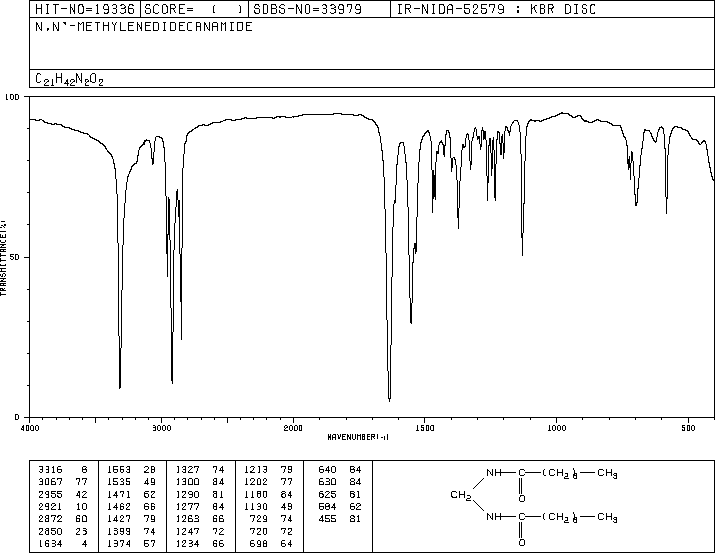 HIT-NO=19336 SCORE= ( ) SDBS-NO=33979 IR-NIDA-52579 : KBR DISC
N,N'-METHYLENEDIDECANAMIDE
C21H42N2O2
100
50
0
TRANSMITTANCE(%)
4000 3000 2000 1500 1000 500
WAVENUMBER(-1)
3316 8 1553 28 1327 74 1213 79 640 84
3067 77 1535 49 1300 84 1202 77 630 84
2955 42 1471 62 1290 81 1180 84 625 81
2921 10 1462 66 1277 84 1130 49 584 62
2872 60 1427 79 1263 66 729 74 455 81
2850 23 1399 74 1247 72 720 72
1634 4 1374 57 1234 66 698 64
NH C (CH2)8 CH3
O
CH2
NH C (CH2)8 CH3
O